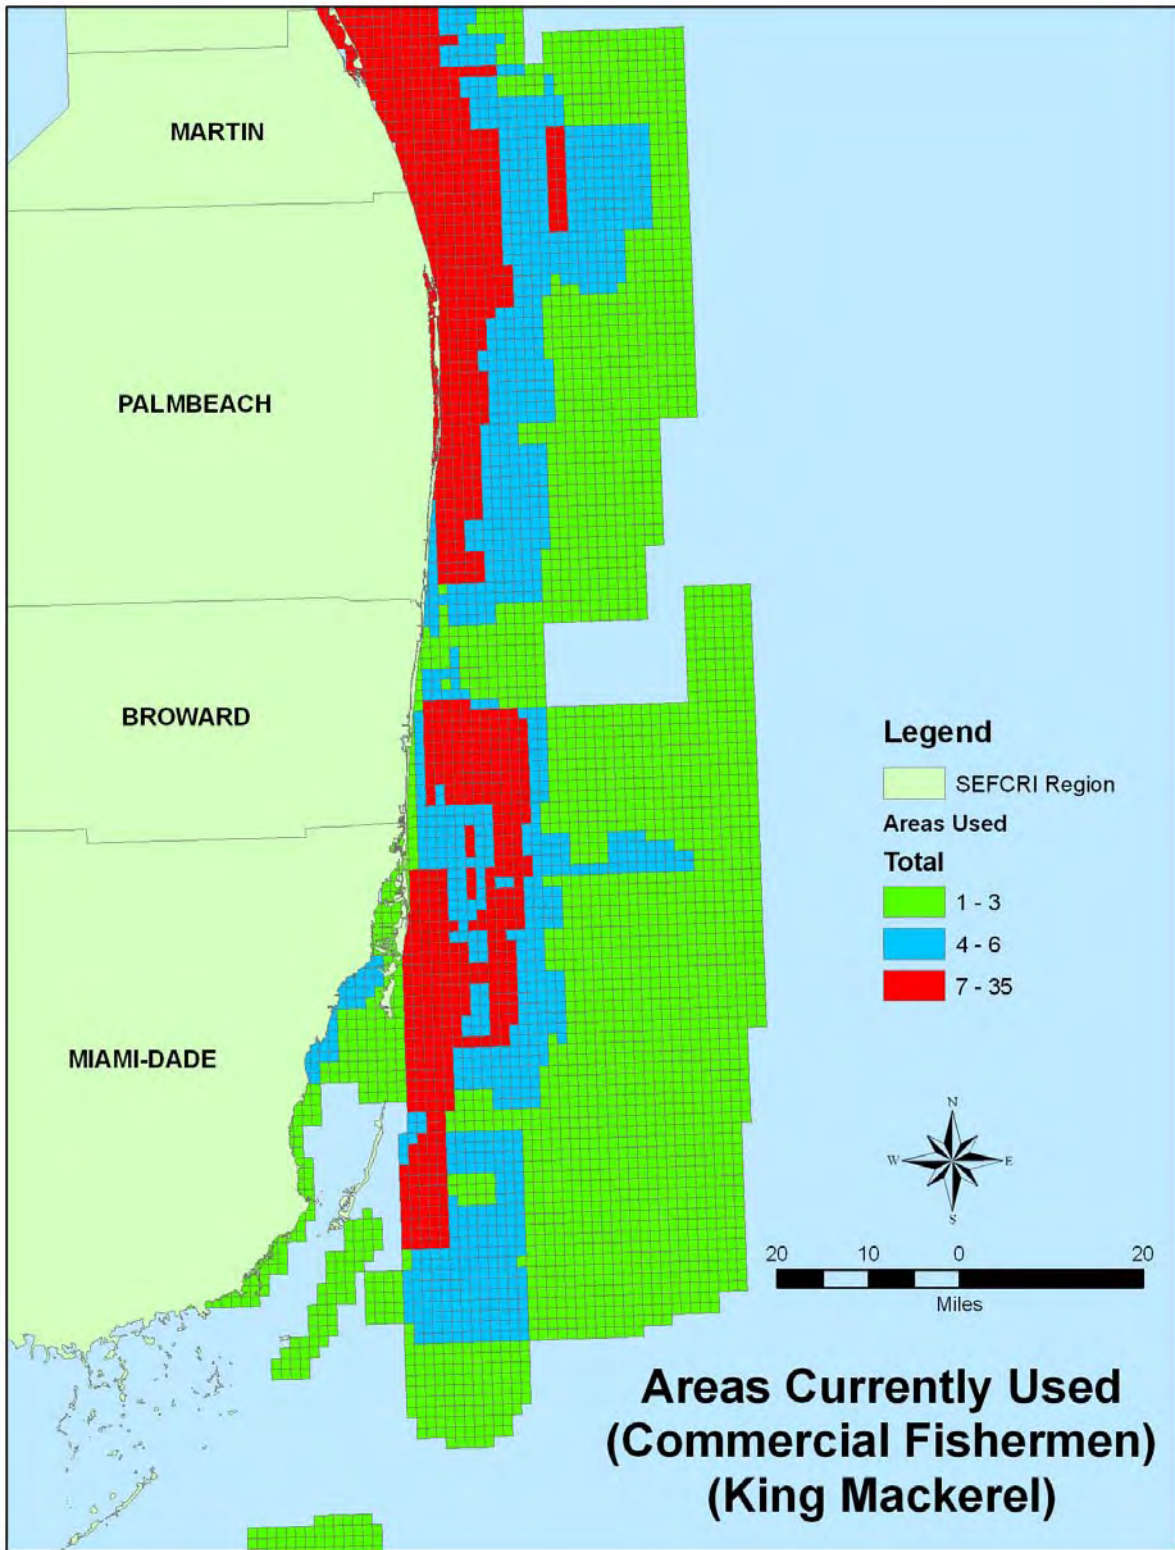 MARTIN
PALMBEACH
BROWARD
MIAMI-DADE
Legend
SEFCRI Region
Areas Used
Total
1 - 3
4 - 6
7 - 35
N
W E
S
20 10 0 20
Miles
Areas Currently Used
(Commercial Fishermen)
(King Mackerel)